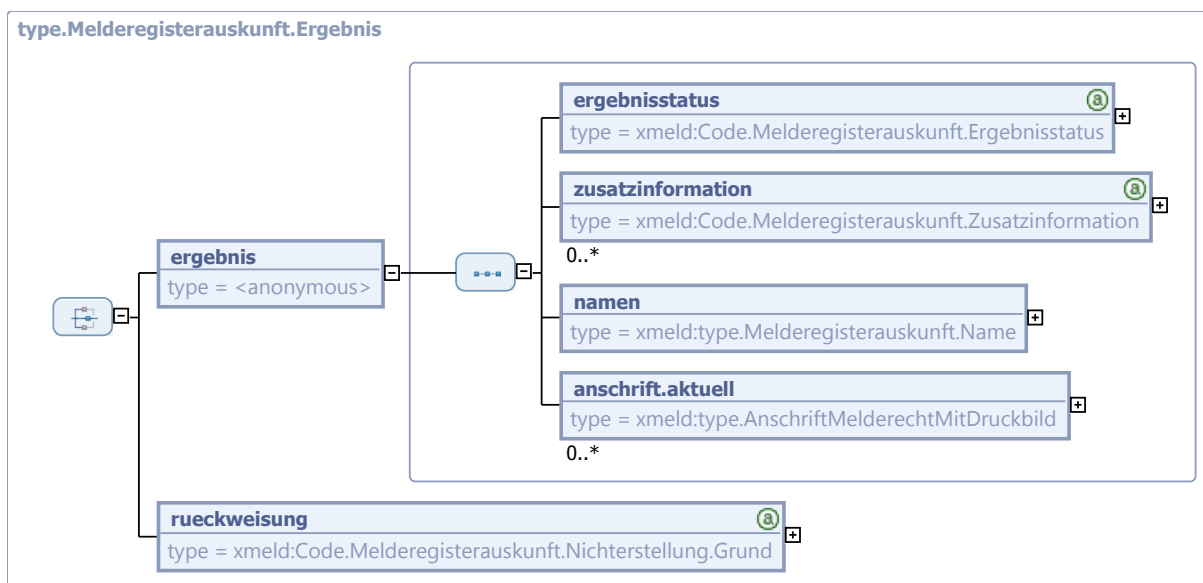 type.Melderegisterauskunft.Ergebnis
ergebnisstatus
type = xmeld:Code.Melderegisterauskunft.Ergebnisstatus
zusatzinformation
type = xmeld:Code.Melderegisterauskunft.Zusatzinformation
0..*
ergebnis
type = <anonymous>
namen
type = xmeld:type.Melderegisterauskunft.Name
anschrift.aktuell
type = xmeld:type.AnschriftMelderechtMitDruckbild
0..*
rueckweisung
type = xmeld:Code.Melderegisterauskunft.Nichterstellung.Grund